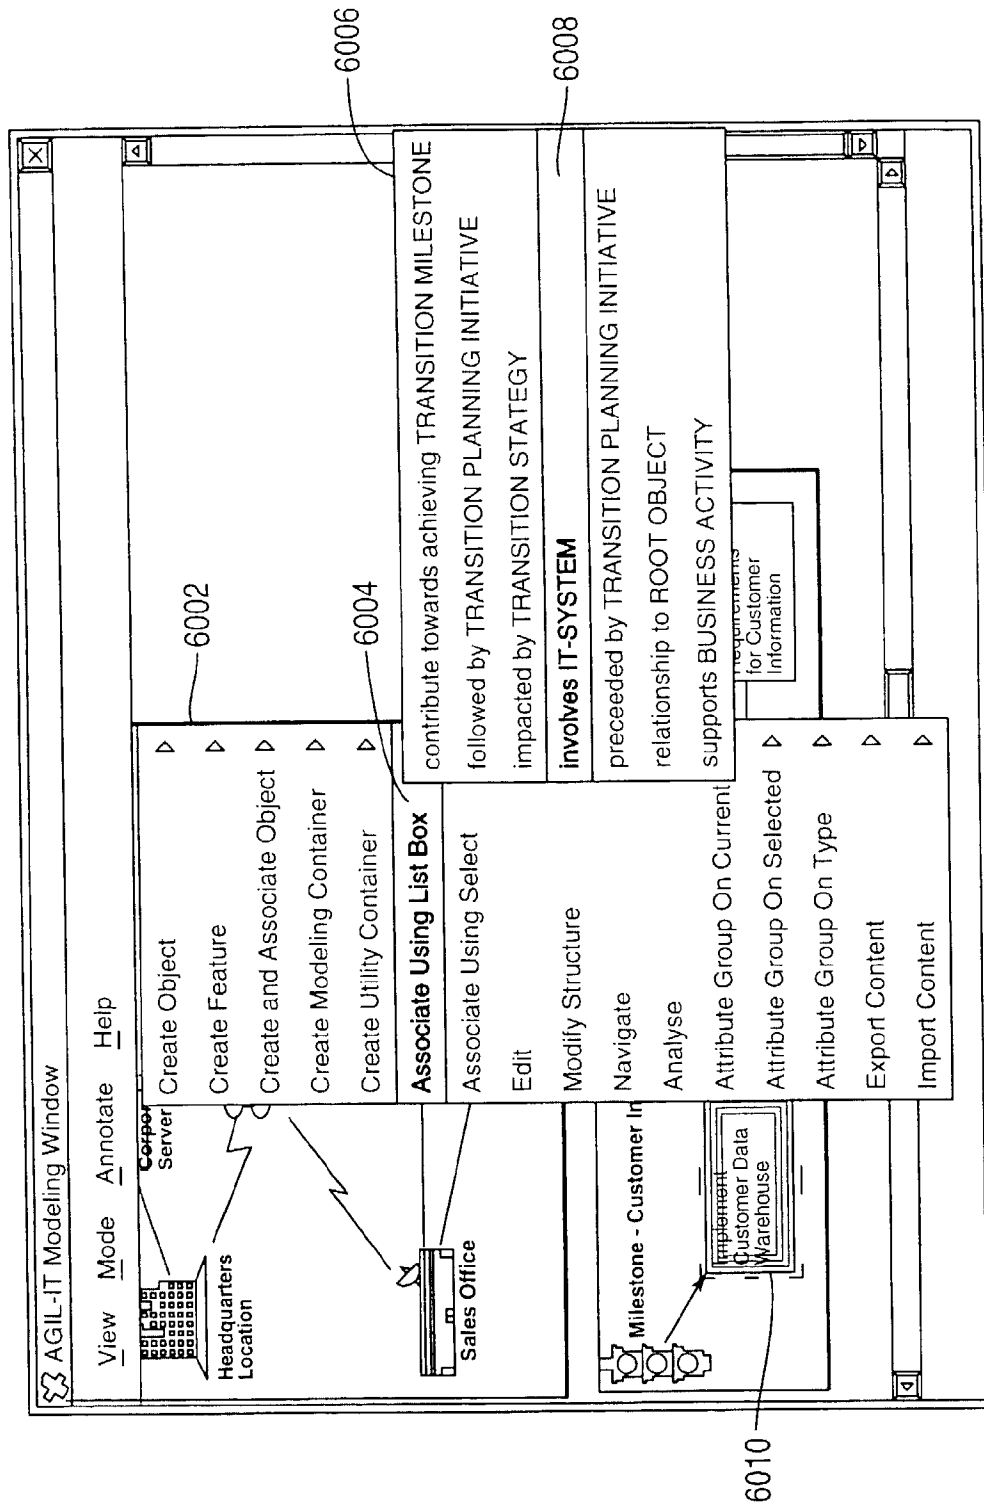 AGIL-IT Modeling Window
View Mode Annotate Help
Server
Headquarters
Location
Sales Office
Milestone - Customer In
Implement
Customer Data
Warehouse
6010
Create Object
Create Feature
Create and Associate Object
Create Modeling Container
Create Utility Container
Associate Using List Box
Associate Using Select
Edit
Modify Structure
Navigate
Analyse
Attribute Group On Current
Attribute Group On Selected
Attribute Group On Type
Export Content
Import Content
6002
6004
contribute towards achieving TRANSITION MILESTONE
followed by TRANSITION PLANNING INITIATIVE
impacted by TRANSITION STATEGY
involves IT-SYSTEM
preceeded by TRANSITION PLANNING INITIATIVE
relationship to ROOT OBJECT
supports BUSINESS ACTIVITY
for Customer
Information
6006
6008